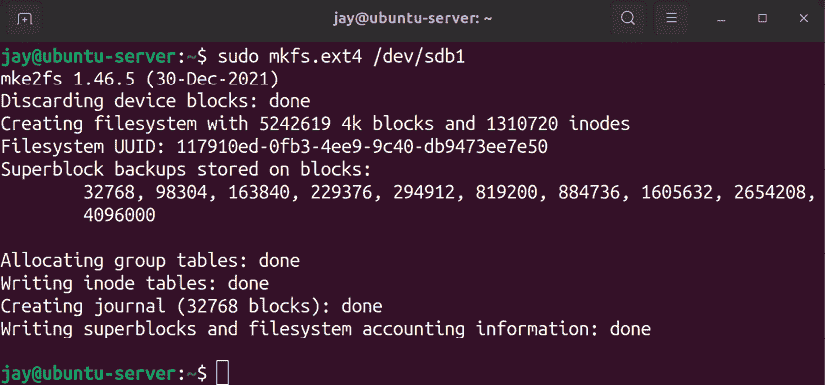 jay@ubuntu-server: ~
jay@ubuntu-server:~$ sudo mkfs.ext4 /dev/sdb1
mke2fs 1.46.5 (30-Dec-2021)
Discarding device blocks: done
Creating filesystem with 5242619 4k blocks and 1310720 inodes
Filesystem UUID: 117910ed-0fb3-4ee9-9c40-db9473ee7e50
Superblock backups stored on blocks:
32768, 98304, 163840, 229376, 294912, 819200, 884736, 1605632, 2654208,
4096000
Allocating group tables: done
Writing inode tables: done
Creating journal (32768 blocks): done
Writing superblocks and filesystem accounting information: done
jay@ubuntu-server:~$